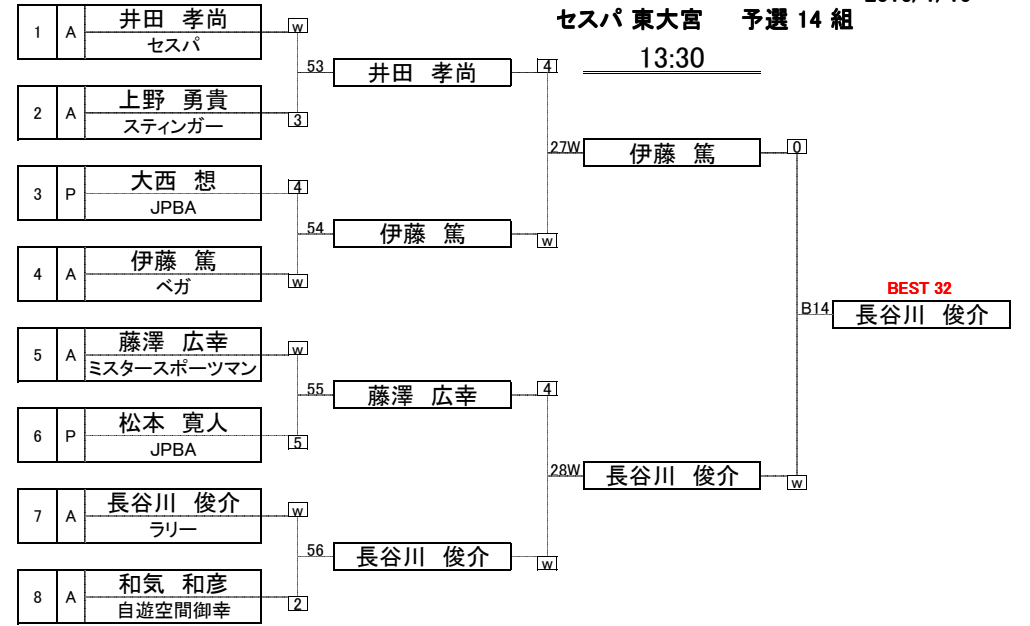 セスパ 東大宮 予選 14 組
13:30
1 A 井田 孝尚 w
セスパ
53 井田 孝尚 4
2 A 上野 勇貴 3
スティンガー
27W 伊藤 篤 0
3 P 大西 想 4
JPBA
54 伊藤 篤 w
4 A 伊藤 篤 w
ベガ
BEST 32
B14 長谷川 俊介
5 A 藤澤 広幸 w
ミスタースポーツマン
55 藤澤 広幸 4
6 P 松本 寛人 5
JPBA
28W 長谷川 俊介 w
7 A 長谷川 俊介 w
ラリー
56 長谷川 俊介 w
8 A 和気 和彦 2
自遊空間御幸